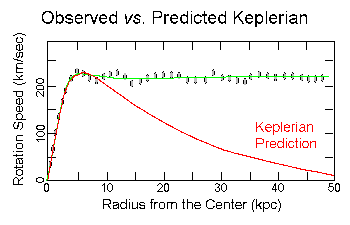 Observed vs. Predicted Keplerian
Rotation Speed (km/sec)
200
100
0
Keplerian
Prediction
0 10 20 30 40 50
Radius from the Center (kpc)